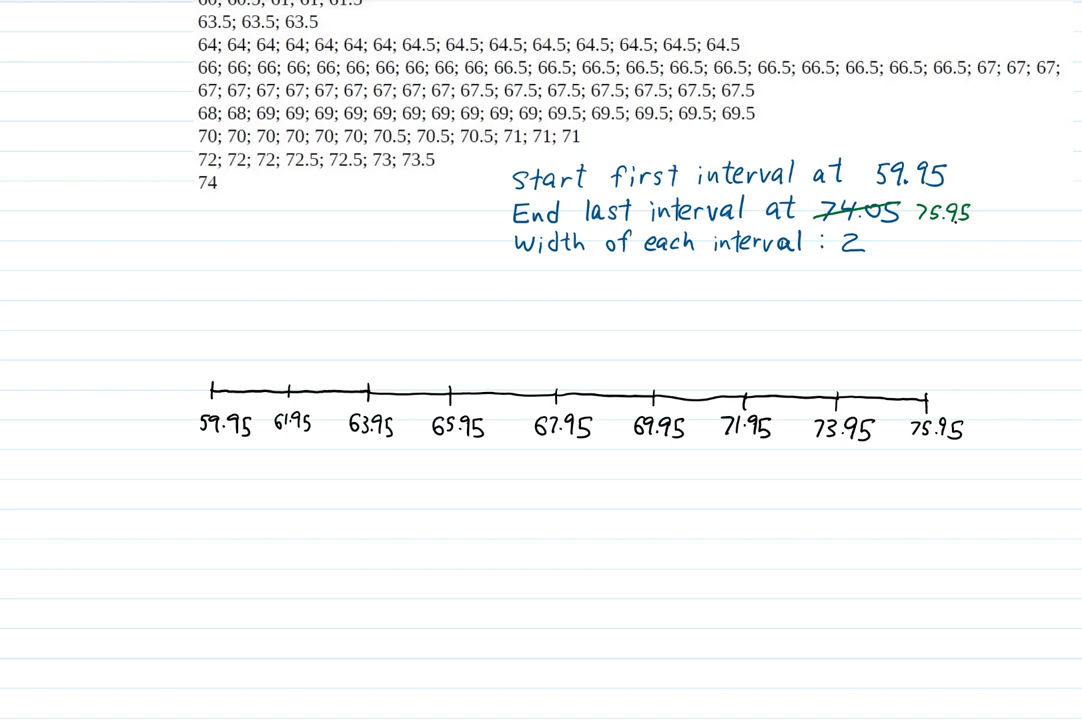 60; 60.5; 61; 61; 61.5
63.5; 63.5; 63.5
64; 64; 64; 64; 64; 64; 64; 64.5; 64.5; 64.5; 64.5; 64.5; 64.5; 64.5; 64.5
66; 66; 66; 66; 66; 66; 66; 66; 66; 66; 66.5; 66.5; 66.5; 66.5; 66.5; 66.5; 66.5; 66.5; 66.5; 66.5; 66.5; 67; 67; 67;
67; 67; 67; 67; 67; 67; 67; 67; 67; 67.5; 67.5; 67.5; 67.5; 67.5; 67.5; 67.5
68; 68; 69; 69; 69; 69; 69; 69; 69; 69; 69; 69; 69.5; 69.5; 69.5; 69.5; 69.5
70; 70; 70; 70; 70; 70; 70.5; 70.5; 70.5; 71; 71; 71
72; 72; 72; 72.5; 72.5; 73; 73.5
74
Start first interval at 59.95
End last interval at 74.05 75.95
Width of each interval : 2
59.95 61.95 63.95 65.95 67.95 69.95 71.95 73.95 75.95